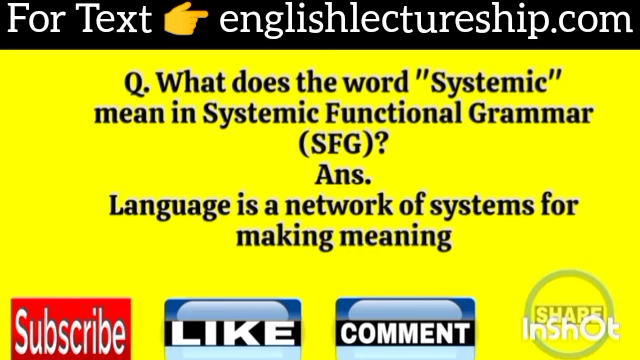 For Text 👉 englishlectureship.com
Q. What does the word "Systemic"
mean in Systemic Functional Grammar
(SFG)?
Ans.
Language is a network of systems for
making meaning
Subscribe
LIKE
COMMENT
SHARE
InShOt